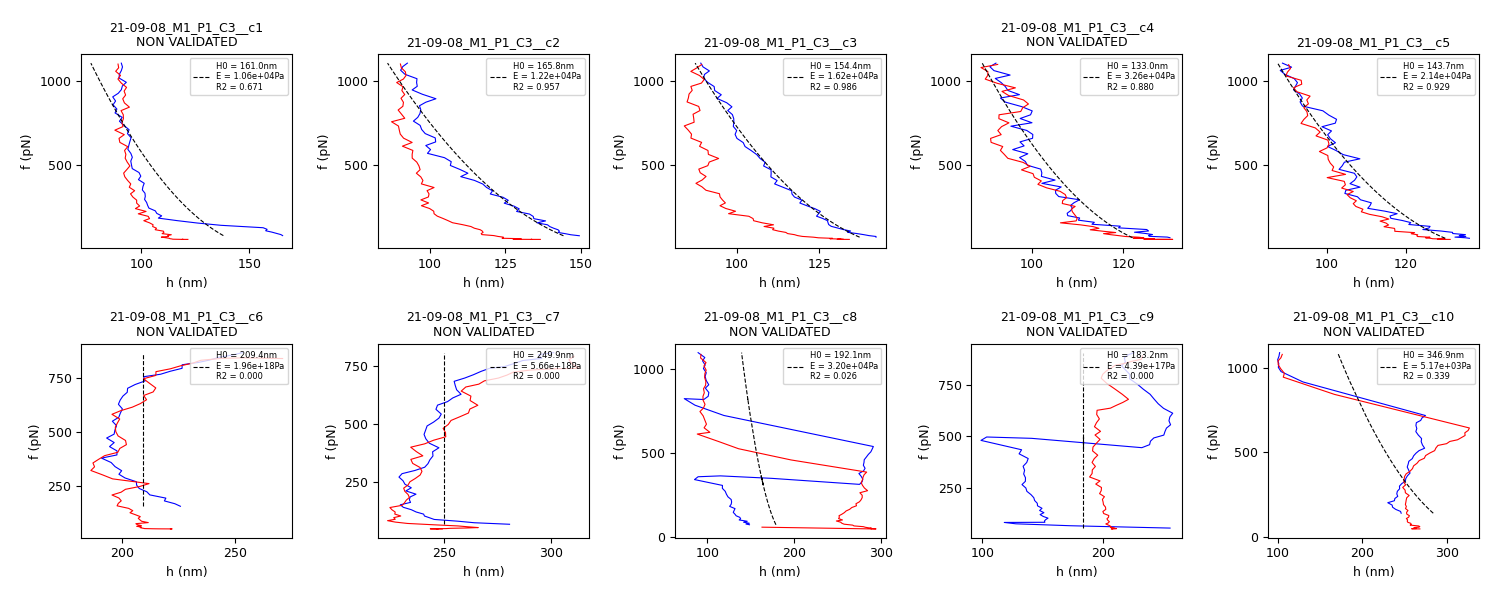 21-09-08_M1_P1_C3__c1
NON VALIDATED
H0 = 161.0nm
E = 1.06e+04Pa
R2 = 0.671
f (pN)
1000
500
100
150
h (nm)
21-09-08_M1_P1_C3__c2
H0 = 165.8nm
E = 1.22e+04Pa
R2 = 0.957
f (pN)
1000
500
100
125
150
h (nm)
21-09-08_M1_P1_C3__c3
H0 = 154.4nm
E = 1.62e+04Pa
R2 = 0.986
f (pN)
1000
500
100
125
h (nm)
21-09-08_M1_P1_C3__c4
NON VALIDATED
H0 = 133.0nm
E = 3.26e+04Pa
R2 = 0.880
f (pN)
1000
500
100
120
h (nm)
21-09-08_M1_P1_C3__c5
H0 = 143.7nm
E = 2.14e+04Pa
R2 = 0.929
f (pN)
1000
500
100
120
h (nm)
21-09-08_M1_P1_C3__c6
NON VALIDATED
H0 = 209.4nm
E = 1.96e+18Pa
R2 = 0.000
f (pN)
750
500
250
200
250
h (nm)
21-09-08_M1_P1_C3__c7
NON VALIDATED
H0 = 249.9nm
E = 5.66e+18Pa
R2 = 0.000
f (pN)
750
500
250
250
300
h (nm)
21-09-08_M1_P1_C3__c8
NON VALIDATED
H0 = 192.1nm
E = 3.20e+04Pa
R2 = 0.026
f (pN)
1000
500
0
100
200
300
h (nm)
21-09-08_M1_P1_C3__c9
NON VALIDATED
H0 = 183.2nm
E = 4.39e+17Pa
R2 = 0.000
f (pN)
750
500
250
100
200
h (nm)
21-09-08_M1_P1_C3__c10
NON VALIDATED
H0 = 346.9nm
E = 5.17e+03Pa
R2 = 0.339
f (pN)
1000
500
0
100
200
300
h (nm)